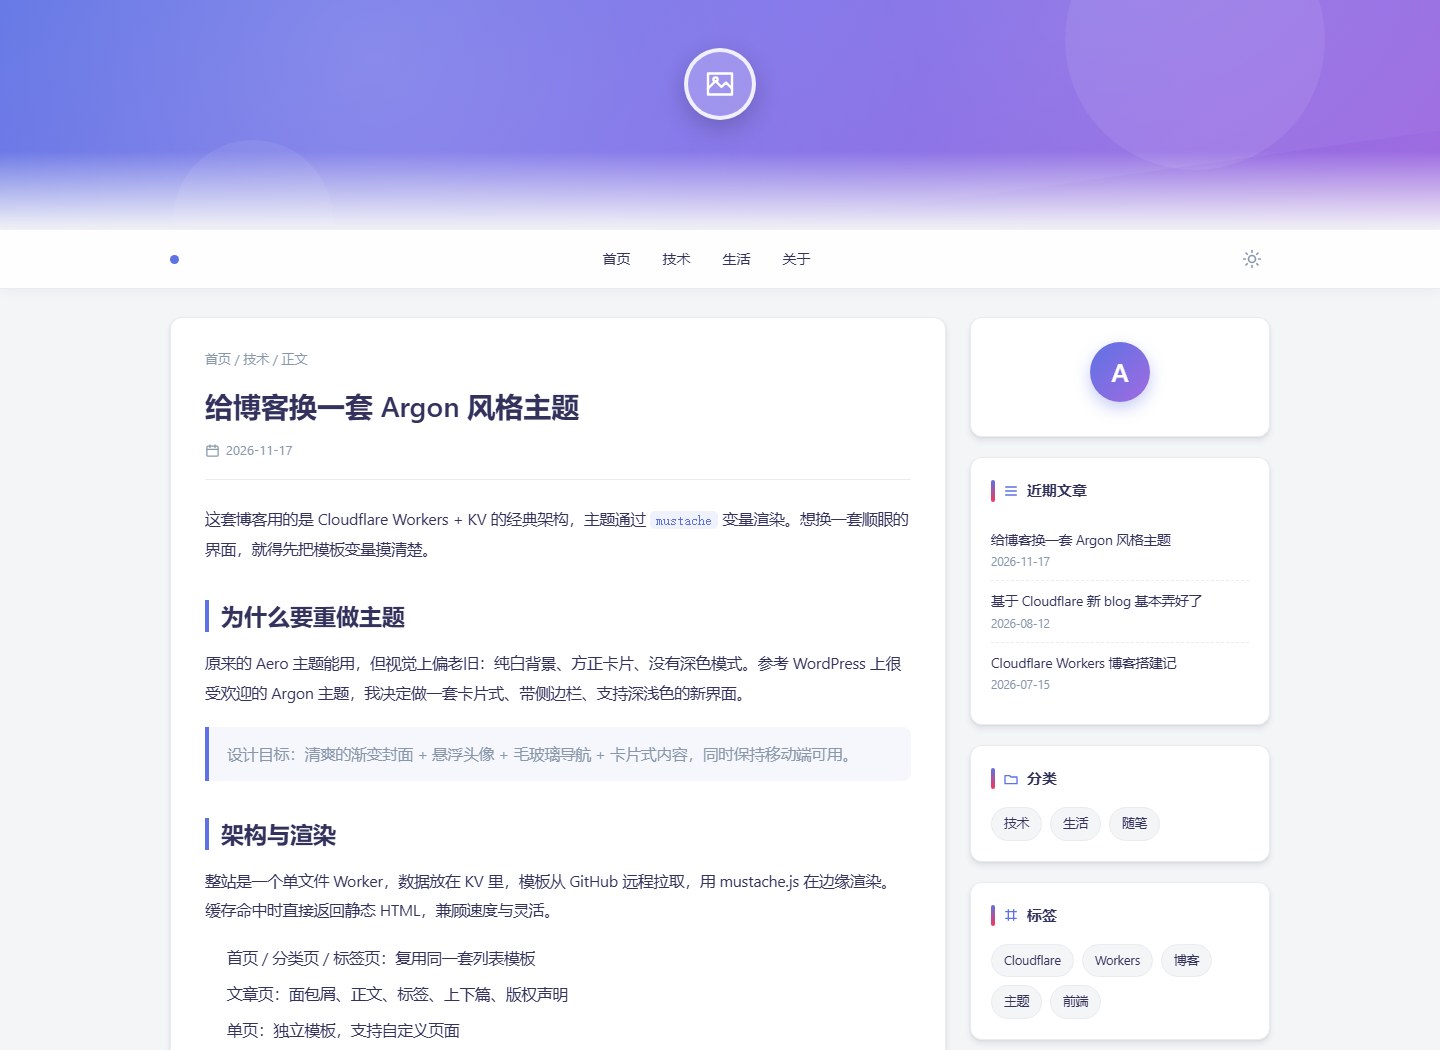 首页 技术 生活 关于
首页 / 技术 / 正文
给博客换一套 Argon 风格主题
2026-11-17
这套博客用的是 Cloudflare Workers + KV 的经典架构，主题通过 mustache 变量渲染。想换一套顺眼的
界面，就得先把模板变量摸清楚。
为什么要重做主题
原来的 Aero 主题能用，但视觉上偏老旧：纯白背景、方正卡片、没有深色模式。参考 WordPress 上很
受欢迎的 Argon 主题，我决定做一套卡片式、带侧边栏、支持深浅色的新界面。
设计目标：清爽的渐变封面 + 悬浮头像 + 毛玻璃导航 + 卡片式内容，同时保持移动端可用。
架构与渲染
整站是一个单文件 Worker，数据放在 KV 里，模板从 GitHub 远程拉取，用 mustache.js 在边缘渲染。
缓存命中时直接返回静态 HTML，兼顾速度与灵活。
首页 / 分类页 / 标签页：复用同一套列表模板
文章页：面包屑、正文、标签、上下篇、版权声明
单页：独立模板，支持自定义页面
A
近期文章
给博客换一套 Argon 风格主题
2026-11-17
基于 Cloudflare 新 blog 基本弄好了
2026-08-12
Cloudflare Workers 博客搭建记
2026-07-15
分类
技术 生活 随笔
标签
Cloudflare Workers 博客
主题 前端